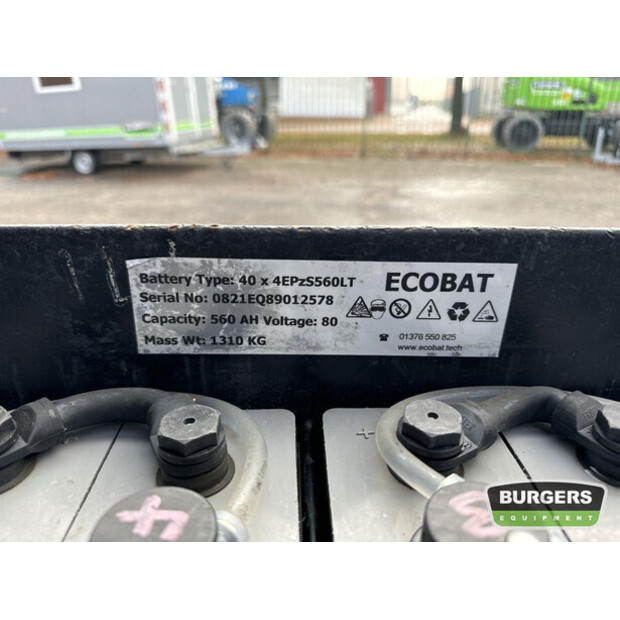 Battery Type: 40 x 4EPzS560LT
ECOBAT
Serial No: 0821EQ89012578
Capacity: 560 AH Voltage: 80
Mass Wt: 1310 KG
01376 550 825
www.ecobat.tech
BURGERS
EQUIPMENT